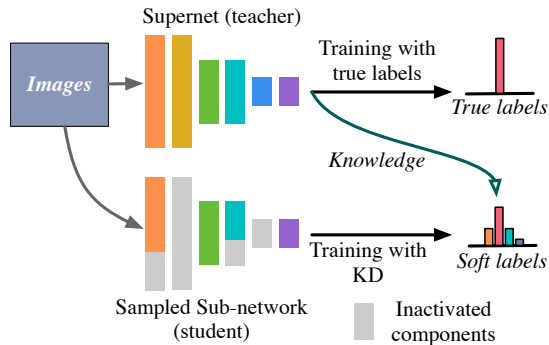 Supernet (teacher)
Images
Training with
true labels
True labels
Knowledge
Training with
KD
Soft labels
Sampled Sub-network
(student)
Inactivated
components